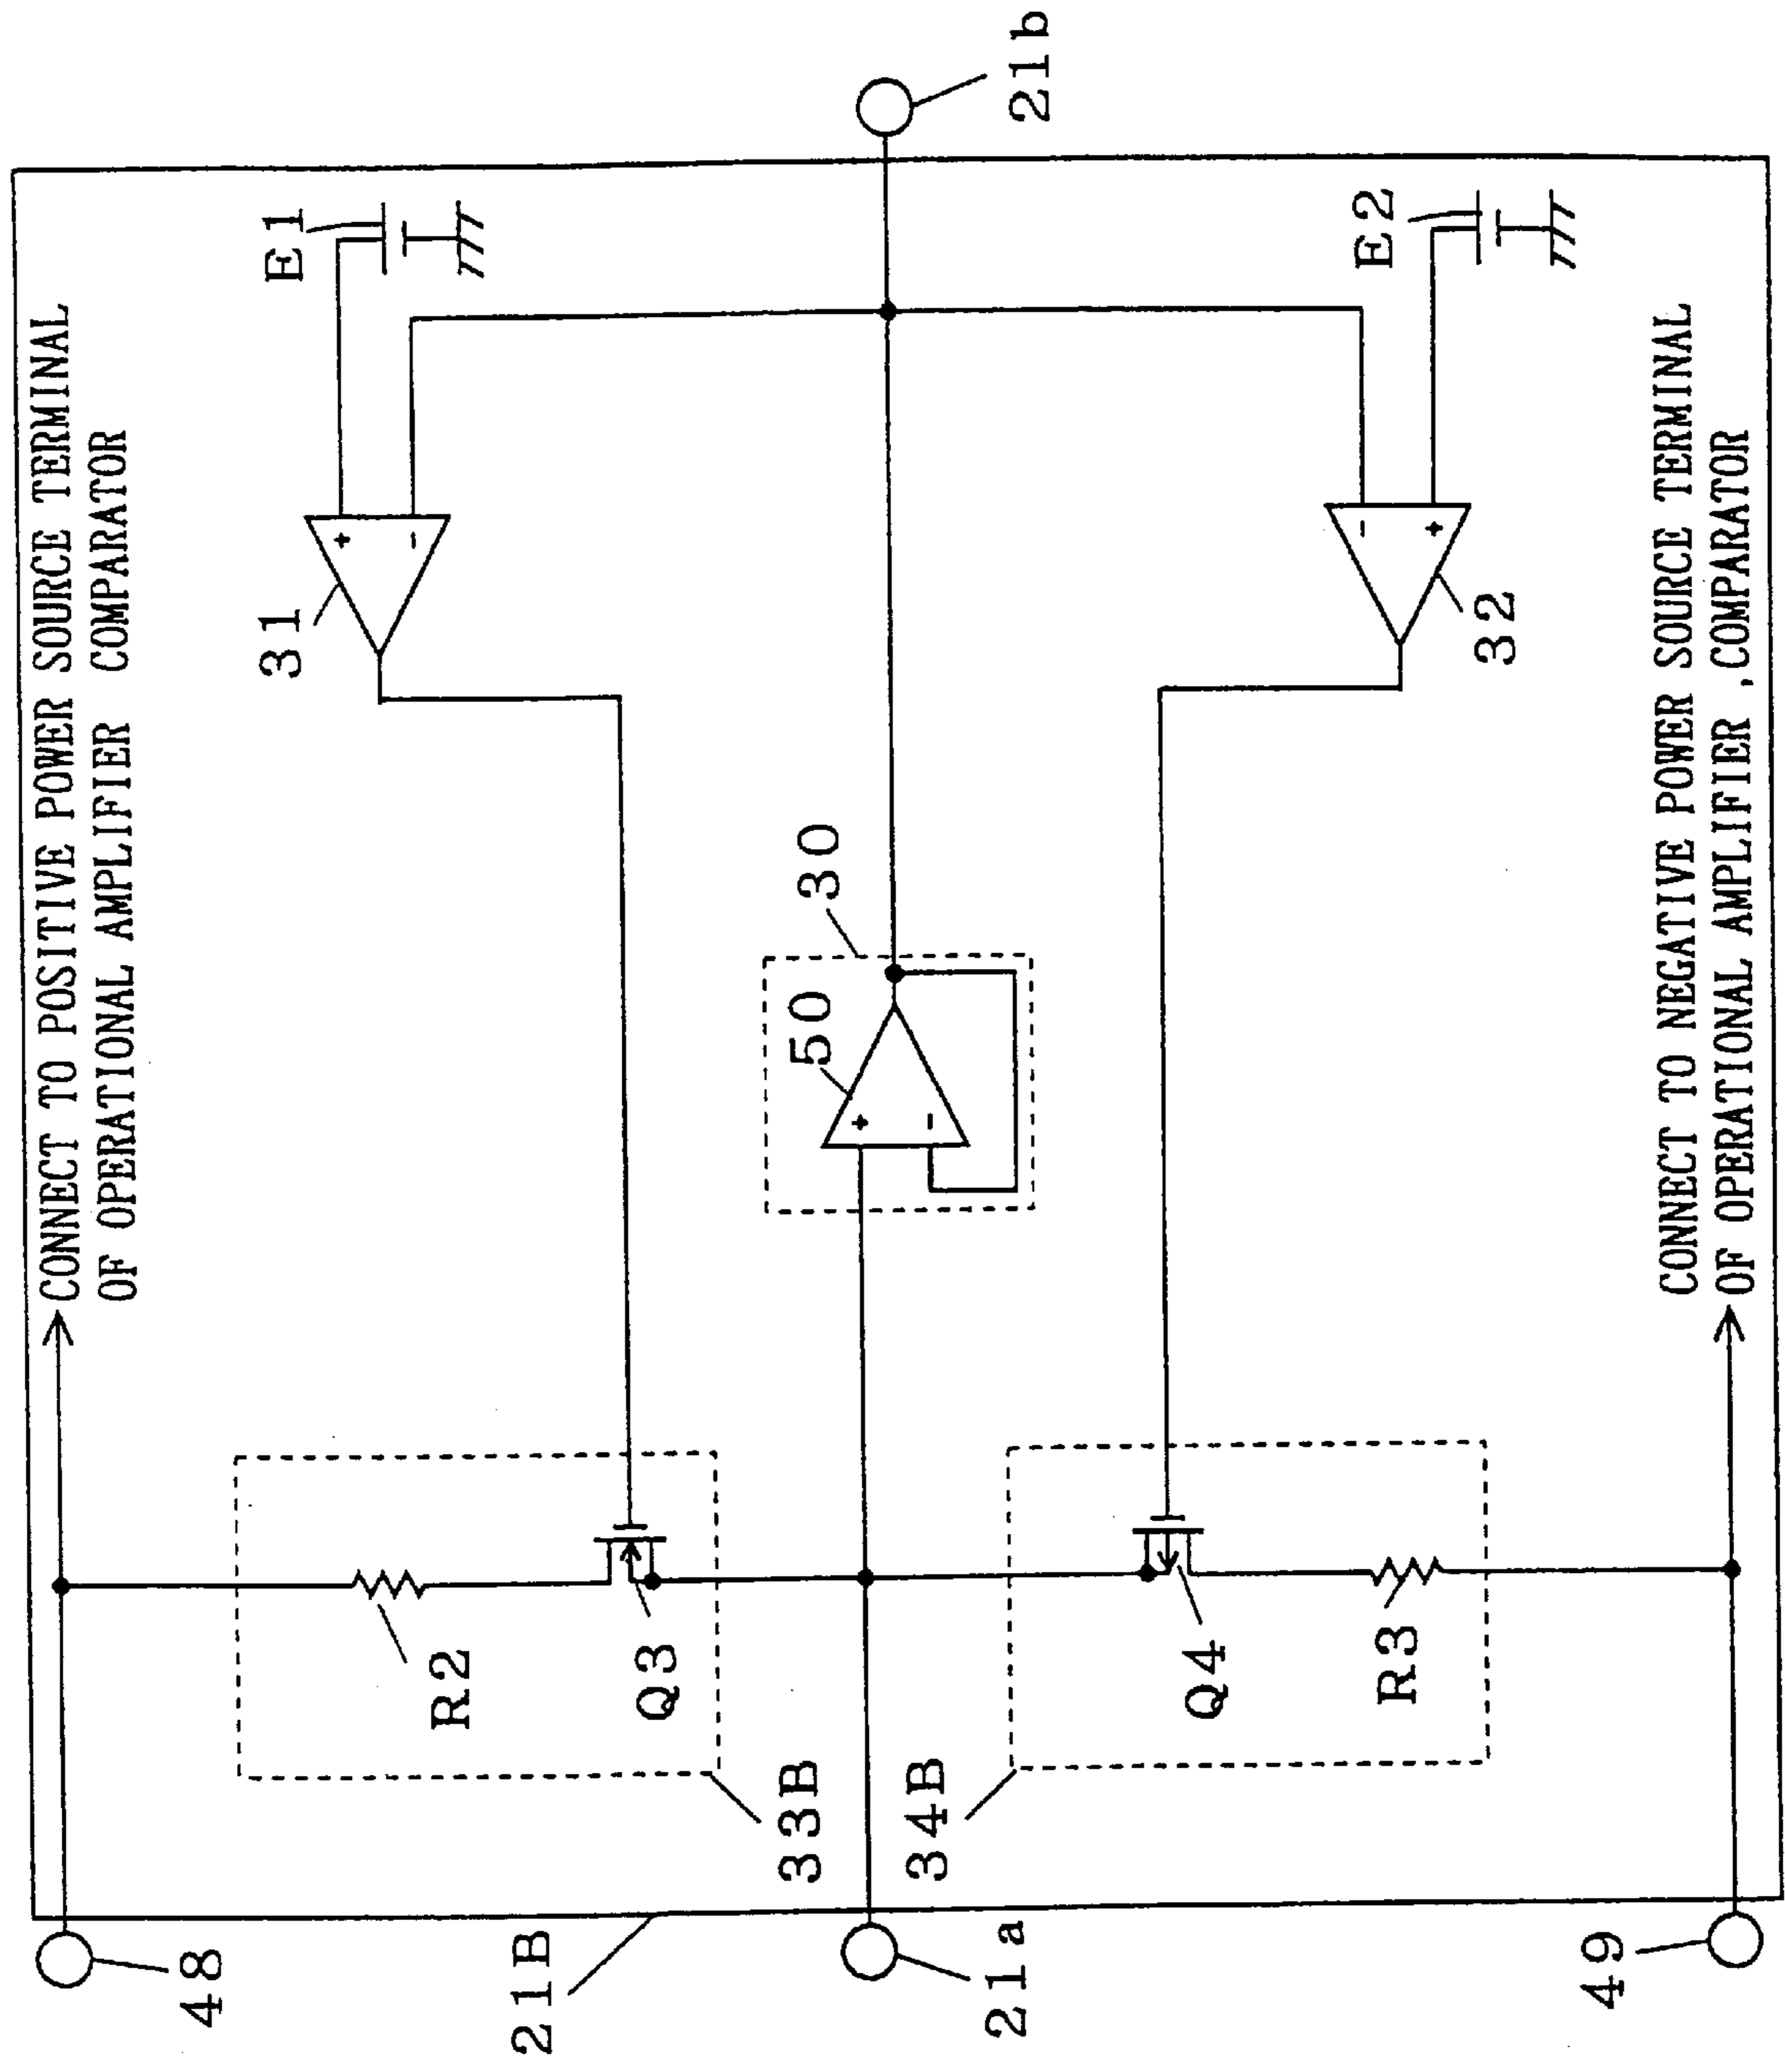 CONNECT TO POSITIVE POWER SOURCE TERMINAL
OF OPERATIONAL AMPLIFIER COMPARATOR
48
R2
Q3
33B
31
+
-
E1
21B
21a
50
+
-
30
21b
34B
Q4
R3
32
-
+
E2
49
CONNECT TO NEGATIVE POWER SOURCE TERMINAL
OF OPERATIONAL AMPLIFIER ,COMPARATOR